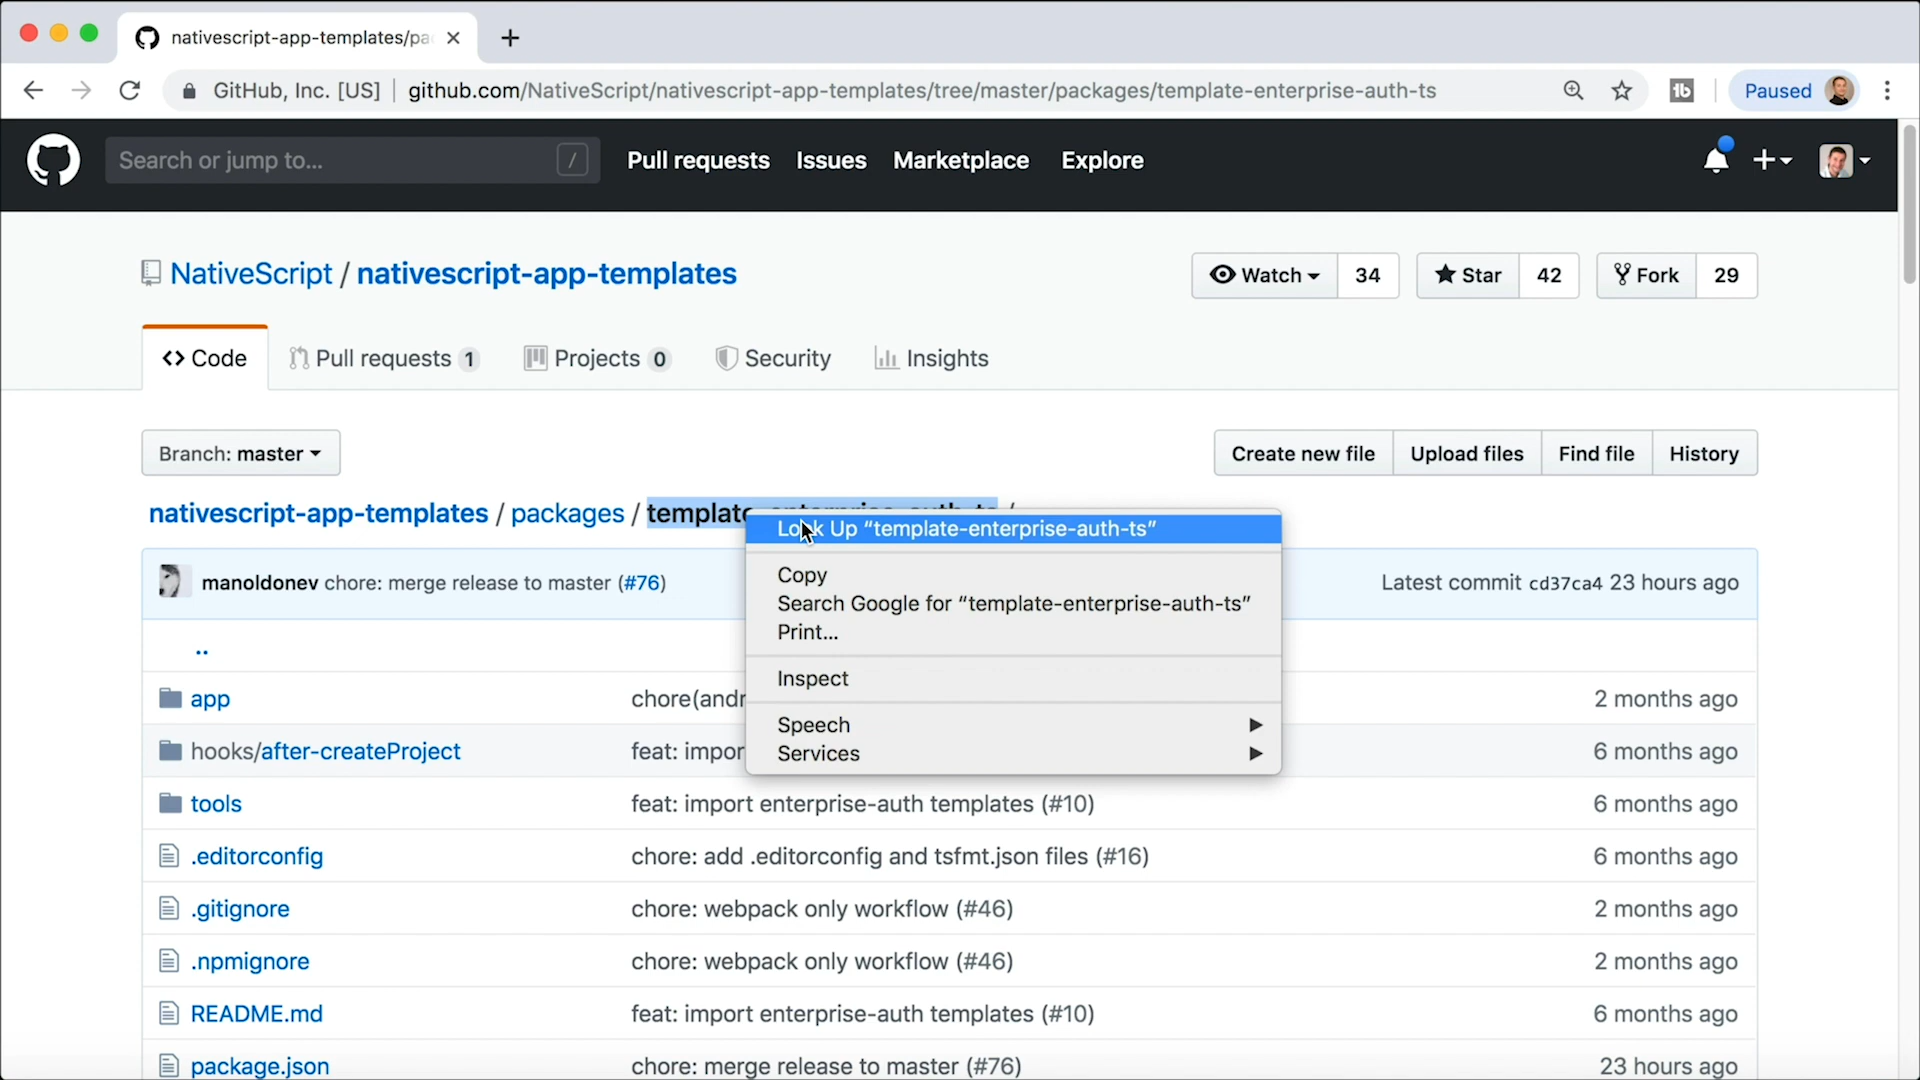 nativescript-app-templates/pa
GitHub, Inc. [US] github.com/NativeScript/nativescript-app-templates/tree/master/packages/template-enterprise-auth-ts Paused
Search or jump to... / Pull requests Issues Marketplace Explore
NativeScript / nativescript-app-templates Watch 34 Star 42 Fork 29
Code Pull requests 1 Projects 0 Security Insights
Branch: master Create new file Upload files Find file History
nativescript-app-templates / packages / template-enterprise-auth-ts /
Look Up “template-enterprise-auth-ts”
Copy
Search Google for “template-enterprise-auth-ts”
Print...
Inspect
Speech
Services
manoldonev chore: merge release to master (#76) Latest commit cd37ca4 23 hours ago
..
app chore(andr 2 months ago
hooks/after-createProject feat: impor 6 months ago
tools feat: import enterprise-auth templates (#10) 6 months ago
.editorconfig chore: add .editorconfig and tsfmt.json files (#16) 6 months ago
.gitignore chore: webpack only workflow (#46) 2 months ago
.npmignore chore: webpack only workflow (#46) 2 months ago
README.md feat: import enterprise-auth templates (#10) 6 months ago
package.json chore: merge release to master (#76) 23 hours ago